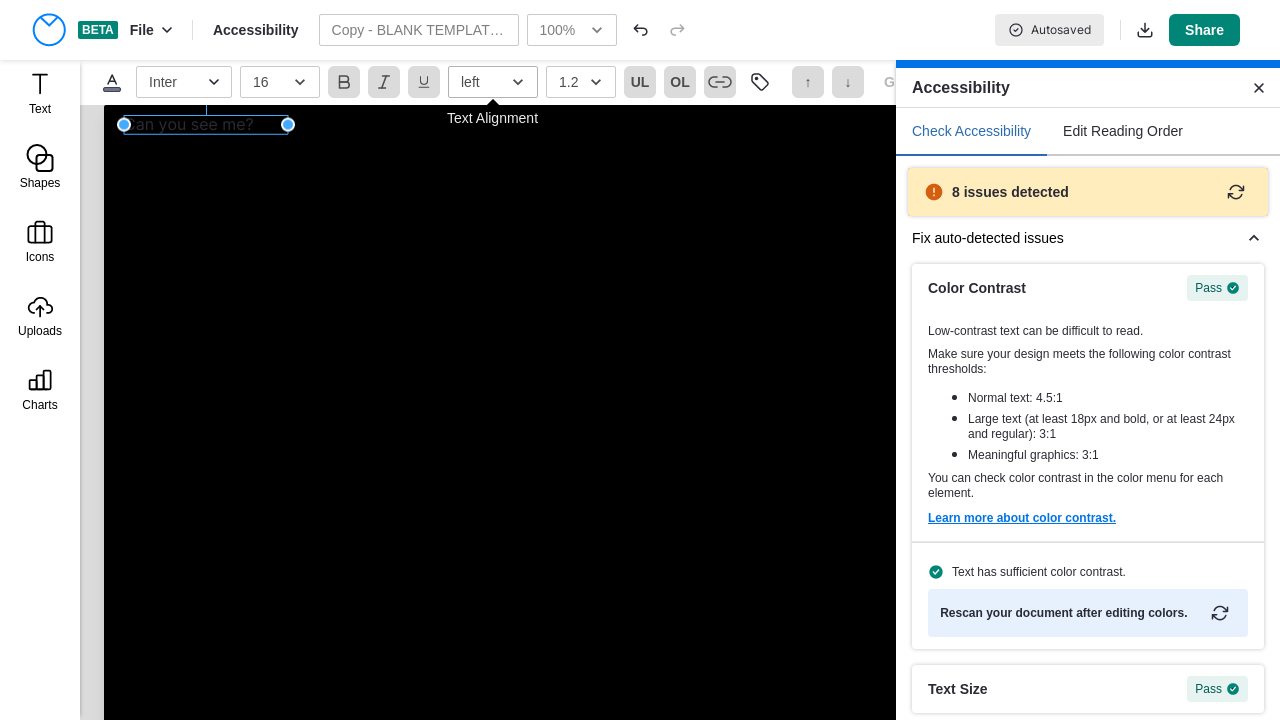 BETA
File
Accessibility
Copy - BLANK TEMPLAT…
100%
Autosaved
Share
Text
Shapes
Icons
Uploads
Charts
Inter
16
B
I
U
left
1.2
UL
OL
↑
↓
G
Text Alignment
Can you see me?
Accessibility
Check Accessibility
Edit Reading Order
8 issues detected
Fix auto-detected issues
Color Contrast
Pass
Low-contrast text can be difficult to read.
Make sure your design meets the following color contrast
thresholds:
Normal text: 4.5:1
Large text (at least 18px and bold, or at least 24px
and regular): 3:1
Meaningful graphics: 3:1
You can check color contrast in the color menu for each
element.
Learn more about color contrast.
Text has sufficient color contrast.
Rescan your document after editing colors.
Text Size
Pass